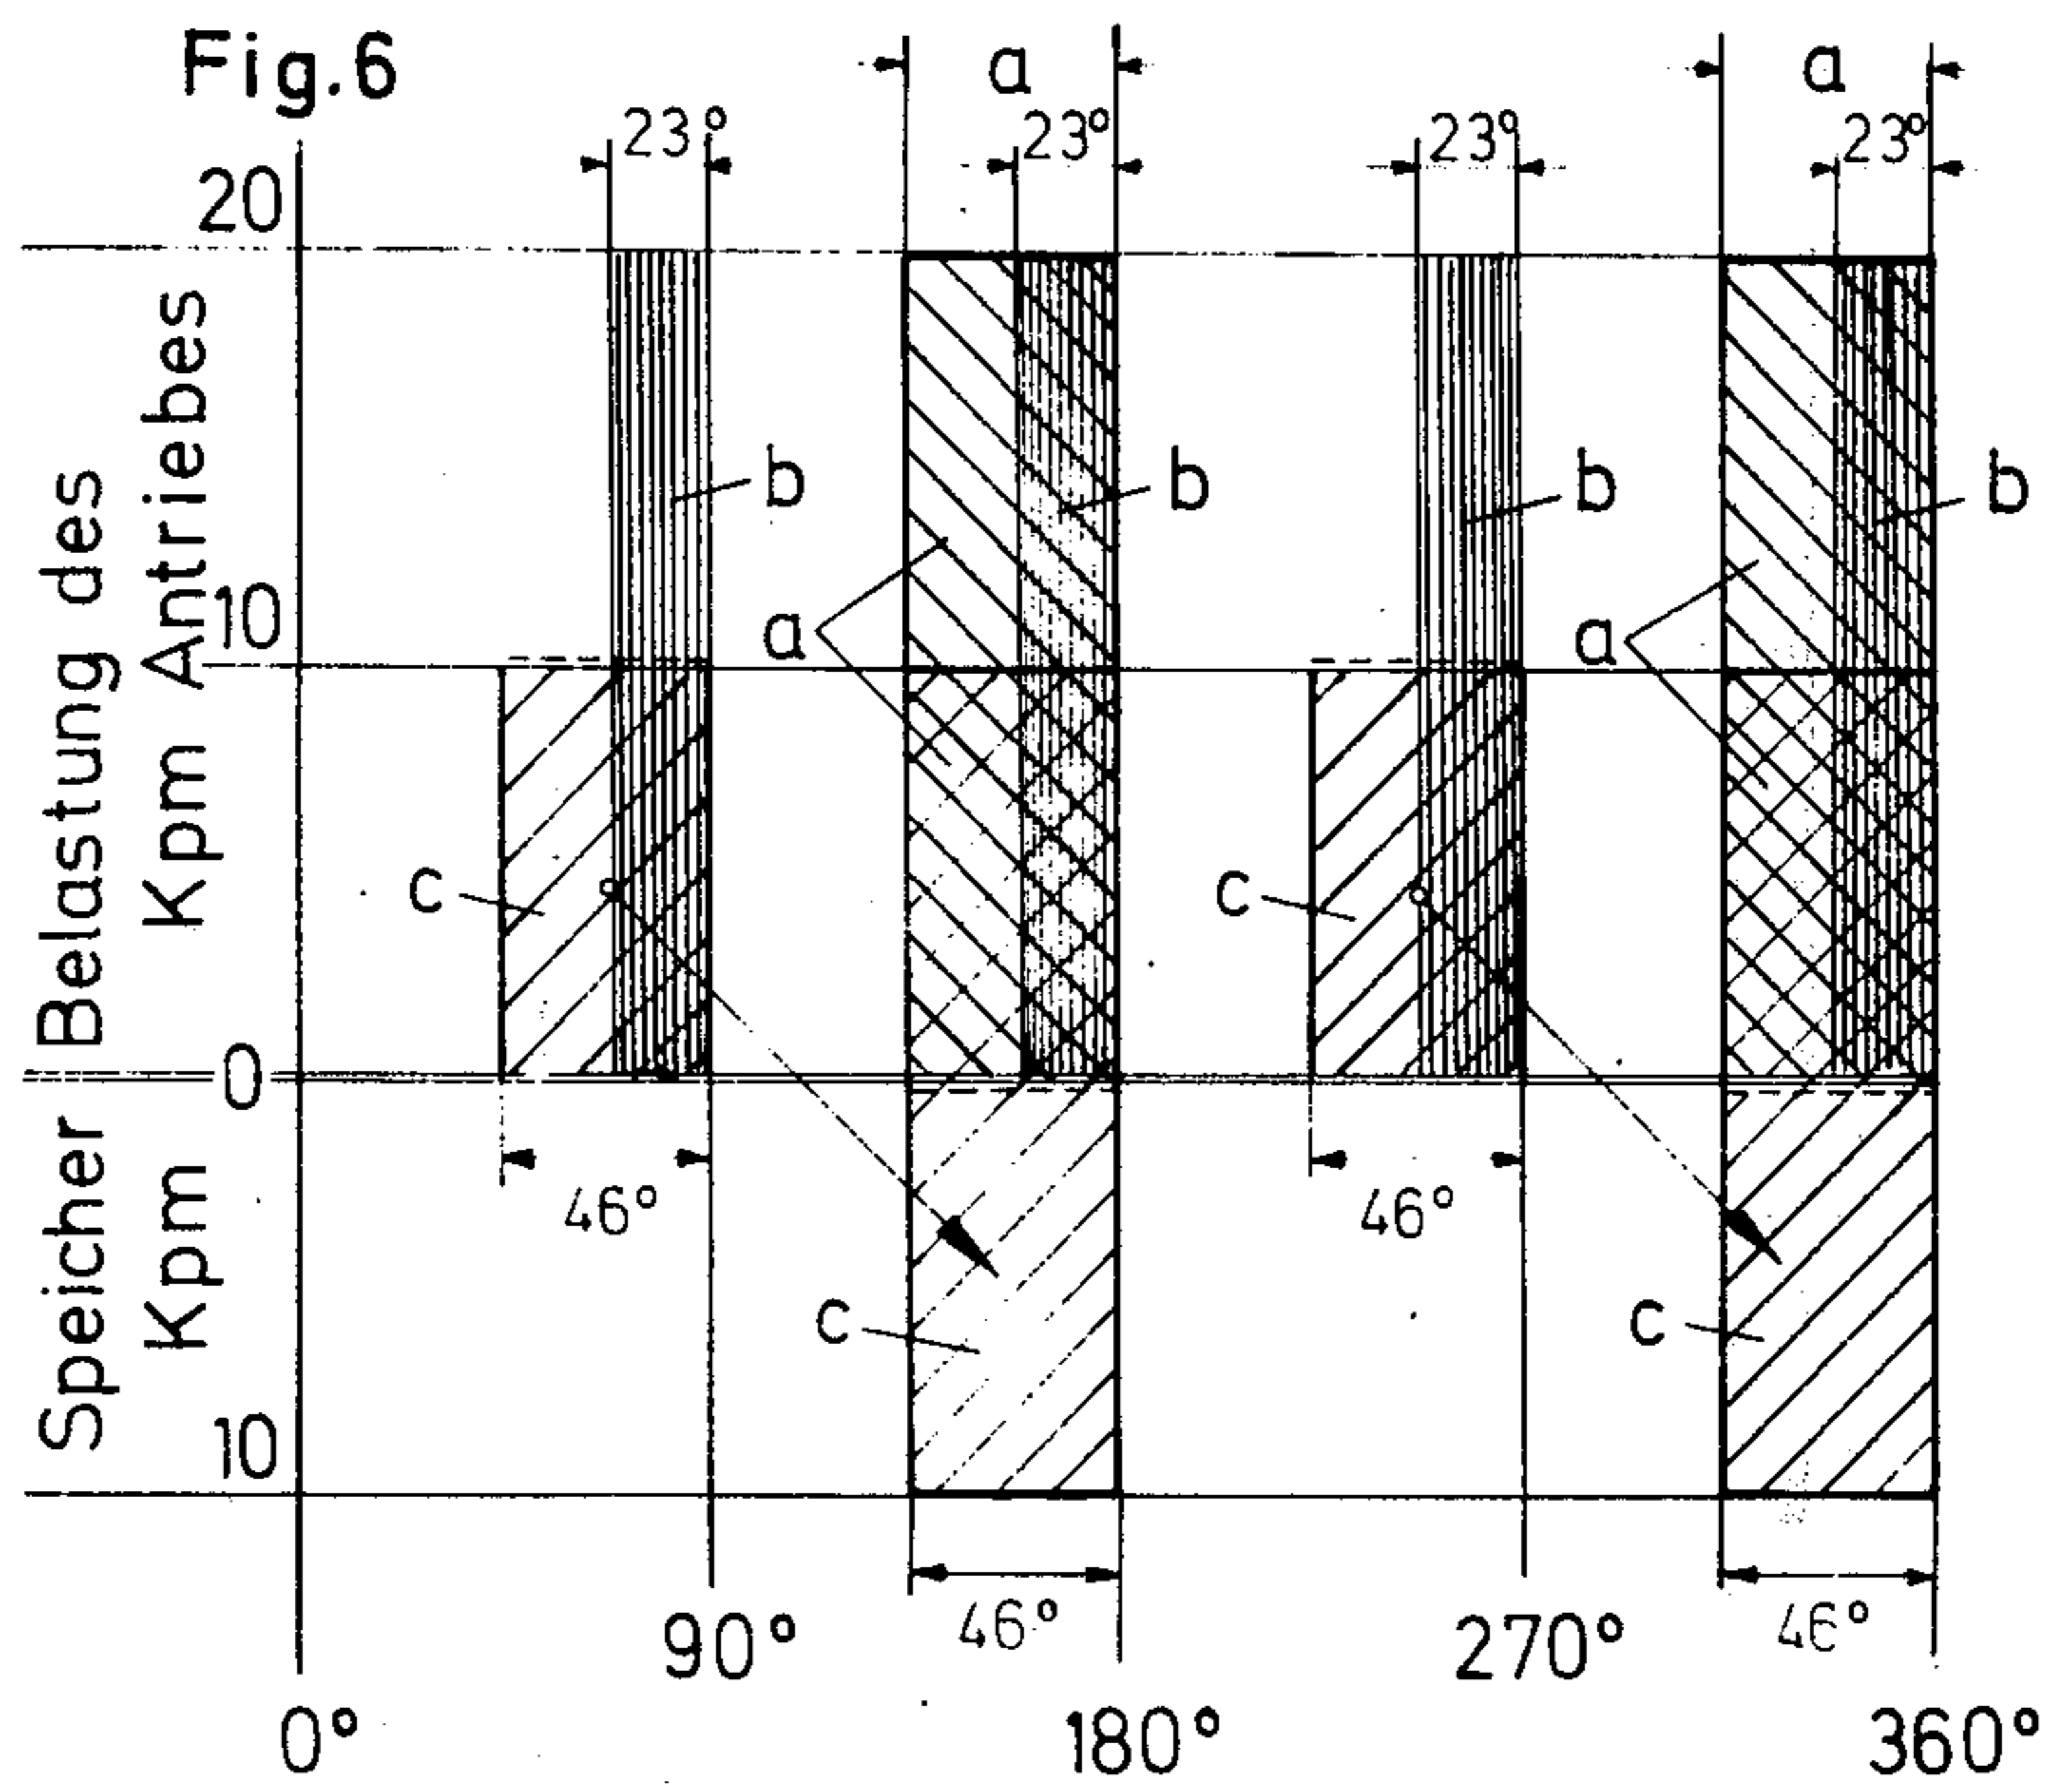 Fig.6
a
a
23°
23°
23°
23°
20
Belastung des
Kpm Antriebes
b
b
b
b
10
a
a
c
c
0
Speicher
Kpm
46°
46°
c
c
10
46°
46°
90°
270°
0°
180°
360°